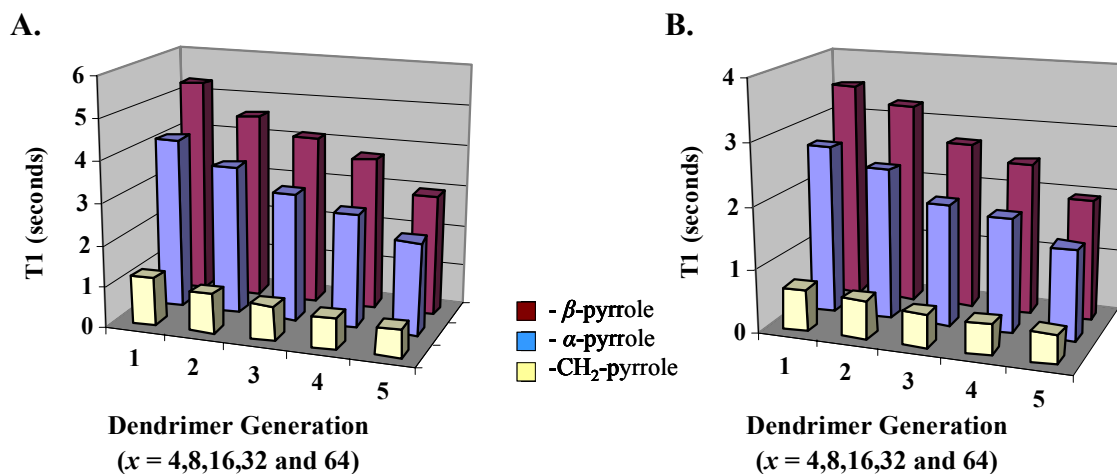 A.
6
5
4
3
2
1
0
T1 (seconds)
1
2
3
4
5
Dendrimer Generation
(x = 4,8,16,32 and 64)
- β-pyrrole
- α-pyrrole
-CH₂-pyrrole
B.
4
3
2
1
0
T1 (seconds)
1
2
3
4
5
Dendrimer Generation
(x = 4,8,16,32 and 64)